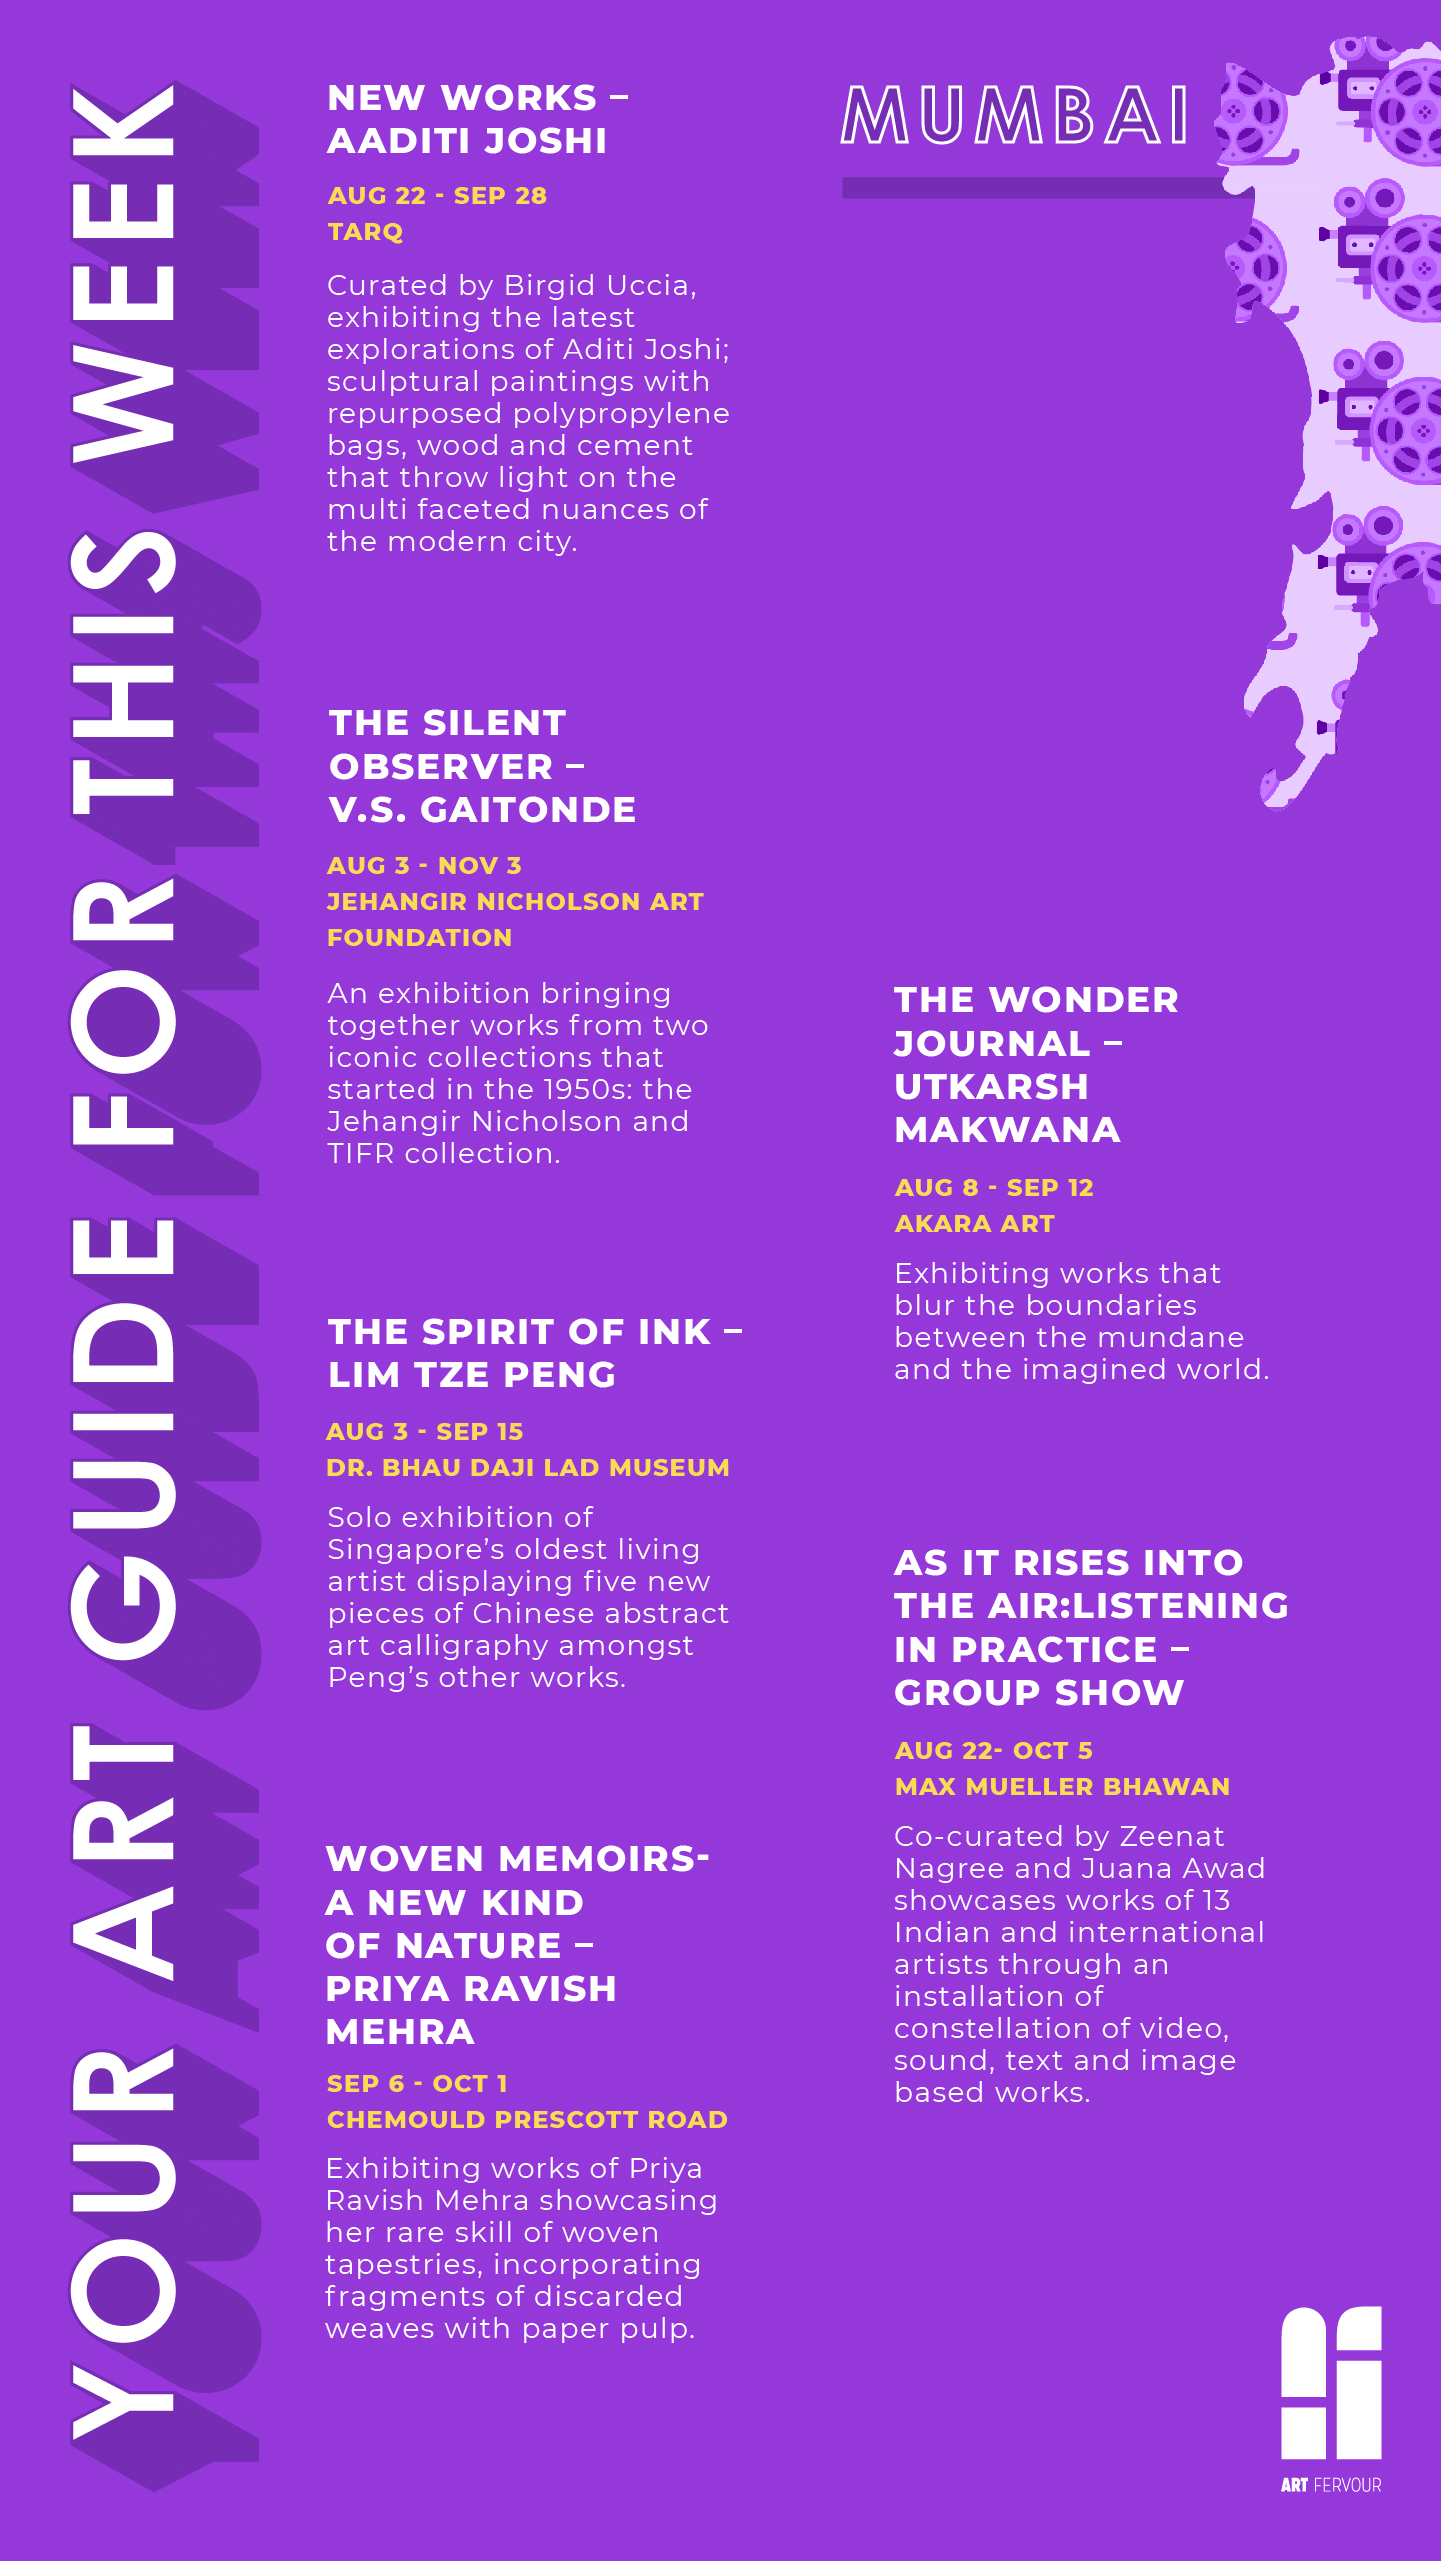 YOUR ART GUIDE FOR THIS WEEK
MUMBAI
NEW WORKS –
AADITI JOSHI
AUG 22 - SEP 28
TARQ
Curated by Birgid Uccia,
exhibiting the latest
explorations of Aditi Joshi;
sculptural paintings with
repurposed polypropylene
bags, wood and cement
that throw light on the
multi faceted nuances of
the modern city.
THE SILENT
OBSERVER –
V.S. GAITONDE
AUG 3 - NOV 3
JEHANGIR NICHOLSON ART
FOUNDATION
An exhibition bringing
together works from two
iconic collections that
started in the 1950s: the
Jehangir Nicholson and
TIFR collection.
THE SPIRIT OF INK –
LIM TZE PENG
AUG 3 - SEP 15
DR. BHAU DAJI LAD MUSEUM
Solo exhibition of
Singapore’s oldest living
artist displaying five new
pieces of Chinese abstract
art calligraphy amongst
Peng’s other works.
WOVEN MEMOIRS-
A NEW KIND
OF NATURE –
PRIYA RAVISH
MEHRA
SEP 6 - OCT 1
CHEMOULD PRESCOTT ROAD
Exhibiting works of Priya
Ravish Mehra showcasing
her rare skill of woven
tapestries, incorporating
fragments of discarded
weaves with paper pulp.
THE WONDER
JOURNAL –
UTKARSH
MAKWANA
AUG 8 - SEP 12
AKARA ART
Exhibiting works that
blur the boundaries
between the mundane
and the imagined world.
AS IT RISES INTO
THE AIR:LISTENING
IN PRACTICE –
GROUP SHOW
AUG 22- OCT 5
MAX MUELLER BHAWAN
Co-curated by Zeenat
Nagree and Juana Awad
showcases works of 13
Indian and international
artists through an
installation of
constellation of video,
sound, text and image
based works.
ART FERVOUR